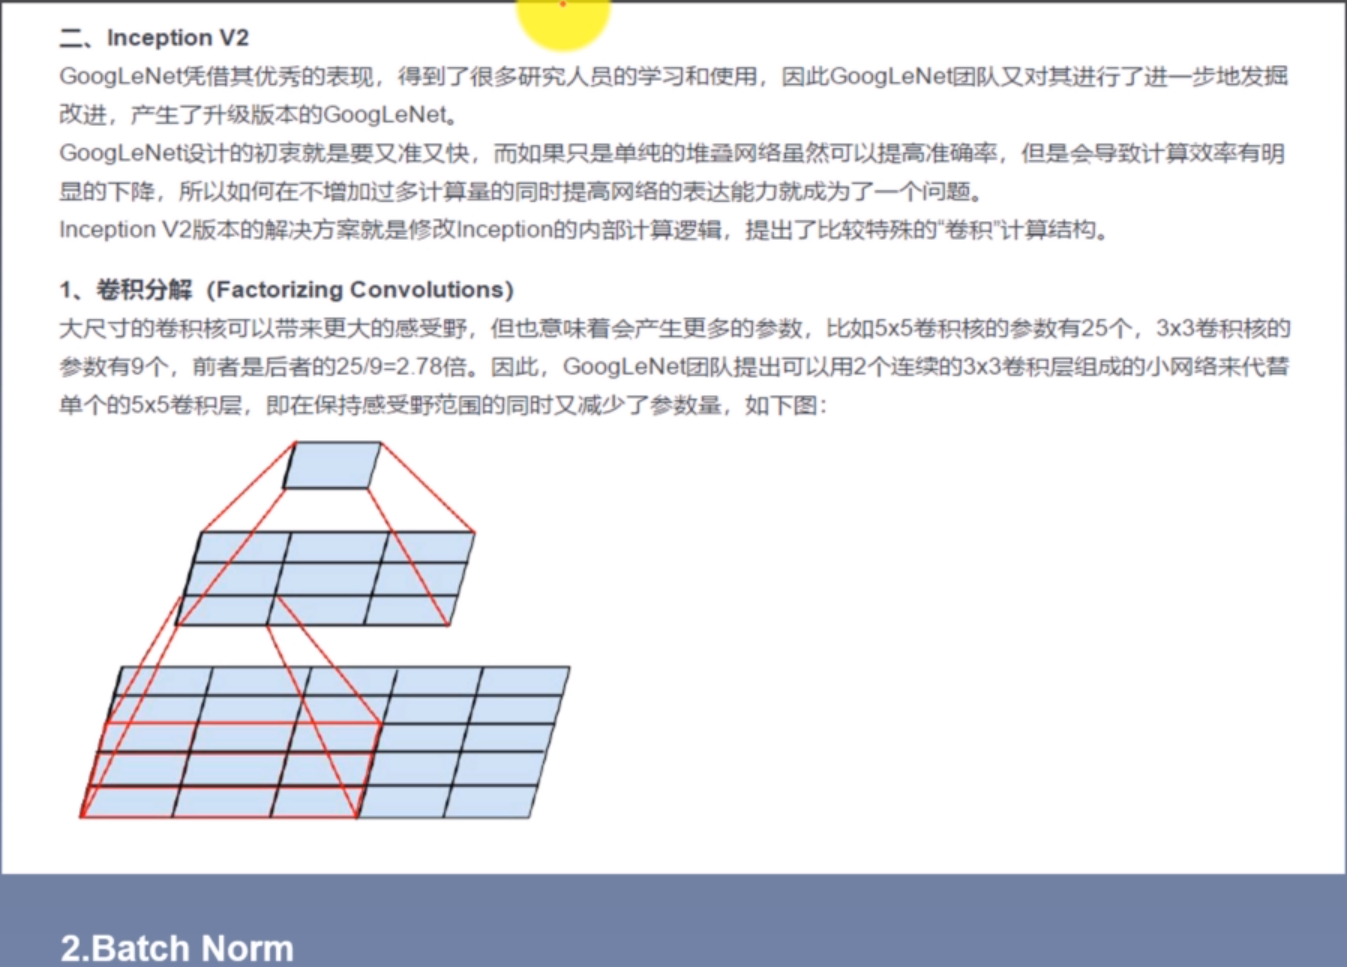 二、Inception V2
GoogLeNet凭借其优秀的表现，得到了很多研究人员的学习和使用，因此GoogLeNet团队又对其进行了进一步地发掘
改进，产生了升级版本的GoogLeNet。
GoogLeNet设计的初衷就是要又准又快，而如果只是单纯的堆叠网络虽然可以提高准确率，但是会导致计算效率有明
显的下降，所以如何在不增加过多计算量的同时提高网络的表达能力就成为了一个问题。
Inception V2版本的解决方案就是修改Inception的内部计算逻辑，提出了比较特殊的“卷积”计算结构。
1、卷积分解（Factorizing Convolutions）
大尺寸的卷积核可以带来更大的感受野，但也意味着会产生更多的参数，比如5x5卷积核的参数有25个，3x3卷积核的
参数有9个，前者是后者的25/9=2.78倍。因此，GoogLeNet团队提出可以用2个连续的3x3卷积层组成的小网络来代替
单个的5x5卷积层，即在保持感受野范围的同时又减少了参数量，如下图：
2.Batch Norm